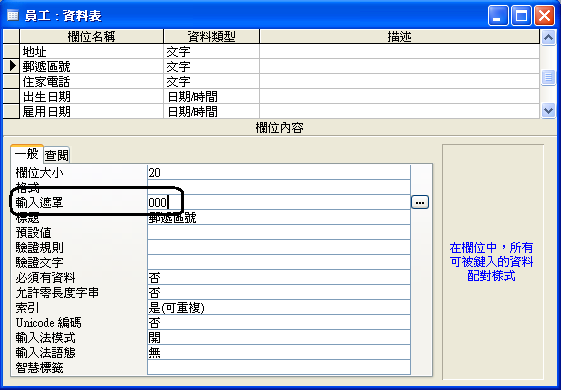 員工：資料表
欄位名稱 資料類型 描述
地址 文字
郵遞區號 文字
住家電話 文字
出生日期 日期/時間
雇用日期 日期/時間
欄位內容
一般 查閱
欄位大小 20
格式
輸入遮罩 000 ...
標題 郵遞區號
預設值
驗證規則
驗證文字
必須有資料 否
允許零長度字串 否
索引 是(可重複)
Unicode 編碼 否
輸入法模式 開
輸入法語態 無
智慧標籤
在欄位中，所有
可被鍵入的資料
配對樣式